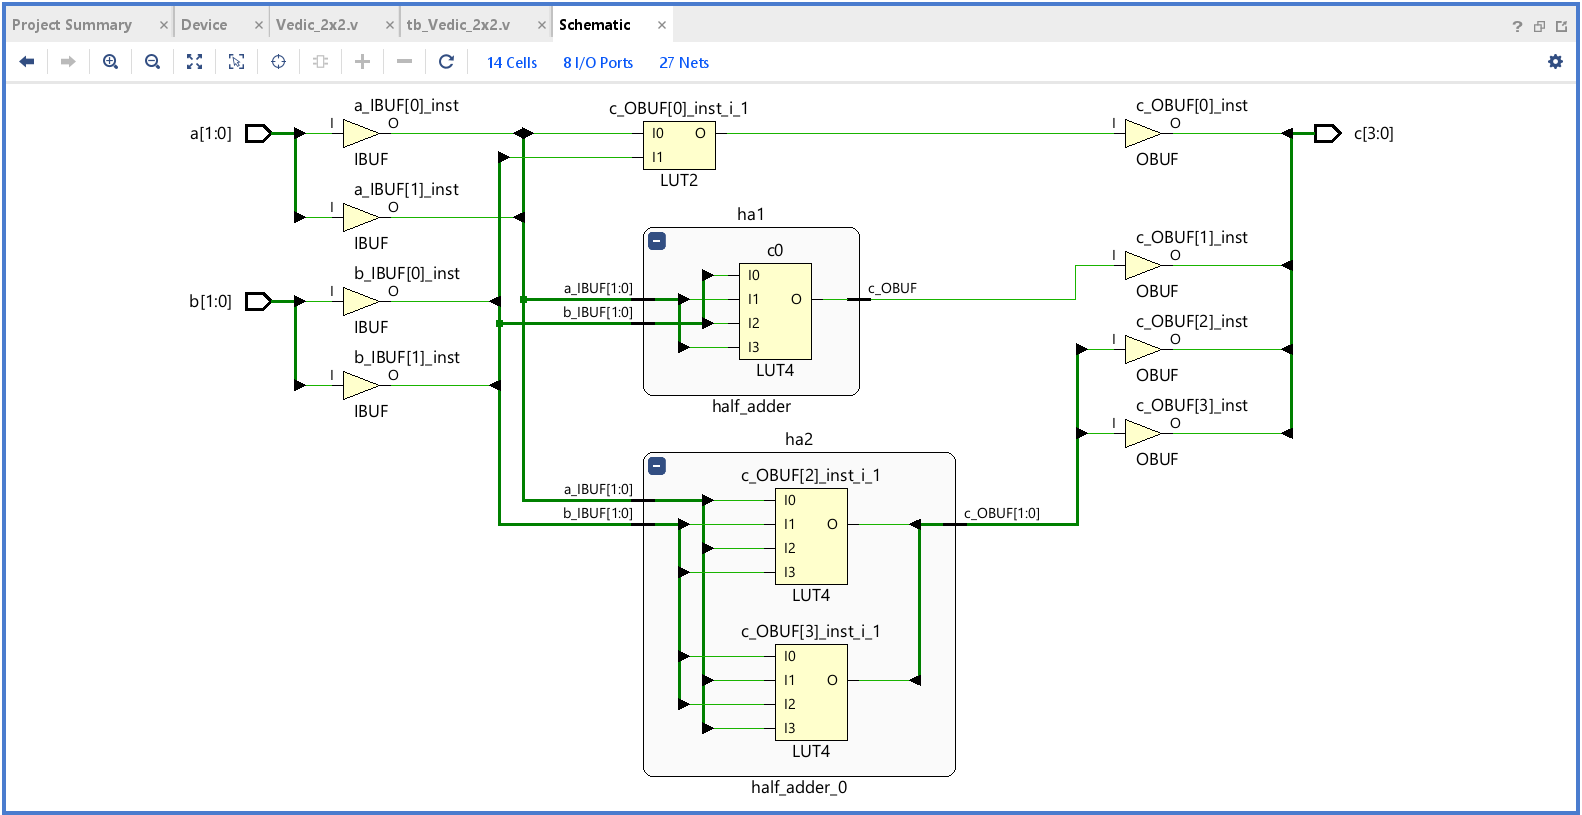 Project Summary × Device × Vedic_2x2.v × tb_Vedic_2x2.v × Schematic × ?
14 Cells 8 I/O Ports 27 Nets
a[1:0]
a_IBUF[0]_inst
I O
IBUF
a_IBUF[1]_inst
I O
IBUF
b[1:0]
b_IBUF[0]_inst
I O
IBUF
b_IBUF[1]_inst
I O
IBUF
c_OBUF[0]_inst_i_1
I0 O
I1
LUT2
ha1
c0
a_IBUF[1:0]
b_IBUF[1:0]
I0
I1 O
I2
I3
LUT4
c_OBUF
half_adder
ha2
c_OBUF[2]_inst_i_1
a_IBUF[1:0]
b_IBUF[1:0]
I0
I1 O
I2
I3
LUT4
c_OBUF[1:0]
c_OBUF[3]_inst_i_1
I0
I1 O
I2
I3
LUT4
half_adder_0
c_OBUF[0]_inst
I O
OBUF
c[3:0]
c_OBUF[1]_inst
I O
OBUF
c_OBUF[2]_inst
I O
OBUF
c_OBUF[3]_inst
I O
OBUF